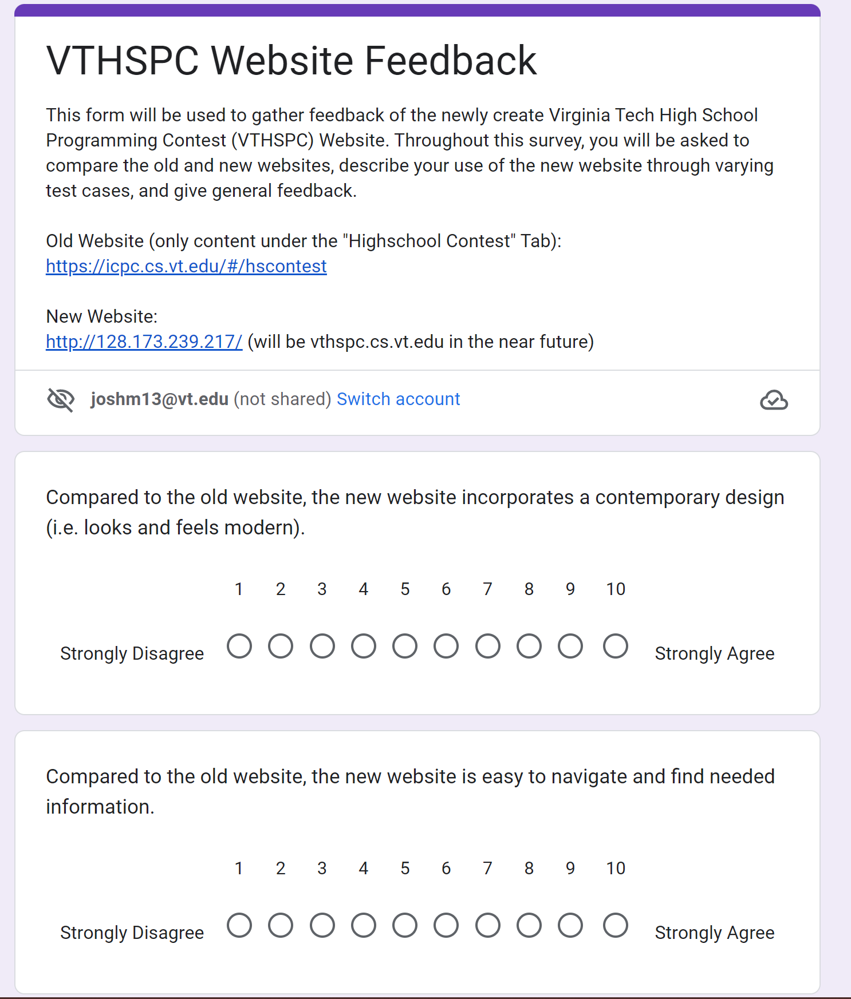 VTHSPC Website Feedback
This form will be used to gather feedback of the newly create Virginia Tech High School
Programming Contest (VTHSPC) Website. Throughout this survey, you will be asked to
compare the old and new websites, describe your use of the new website through varying
test cases, and give general feedback.
Old Website (only content under the "Highschool Contest" Tab):
https://icpc.cs.vt.edu/#/hscontest
New Website:
http://128.173.239.217/ (will be vthspc.cs.vt.edu in the near future)
joshm13@vt.edu (not shared) Switch account
Compared to the old website, the new website incorporates a contemporary design
(i.e. looks and feels modern).
1 2 3 4 5 6 7 8 9 10
Strongly Disagree Strongly Agree
Compared to the old website, the new website is easy to navigate and find needed
information.
1 2 3 4 5 6 7 8 9 10
Strongly Disagree Strongly Agree